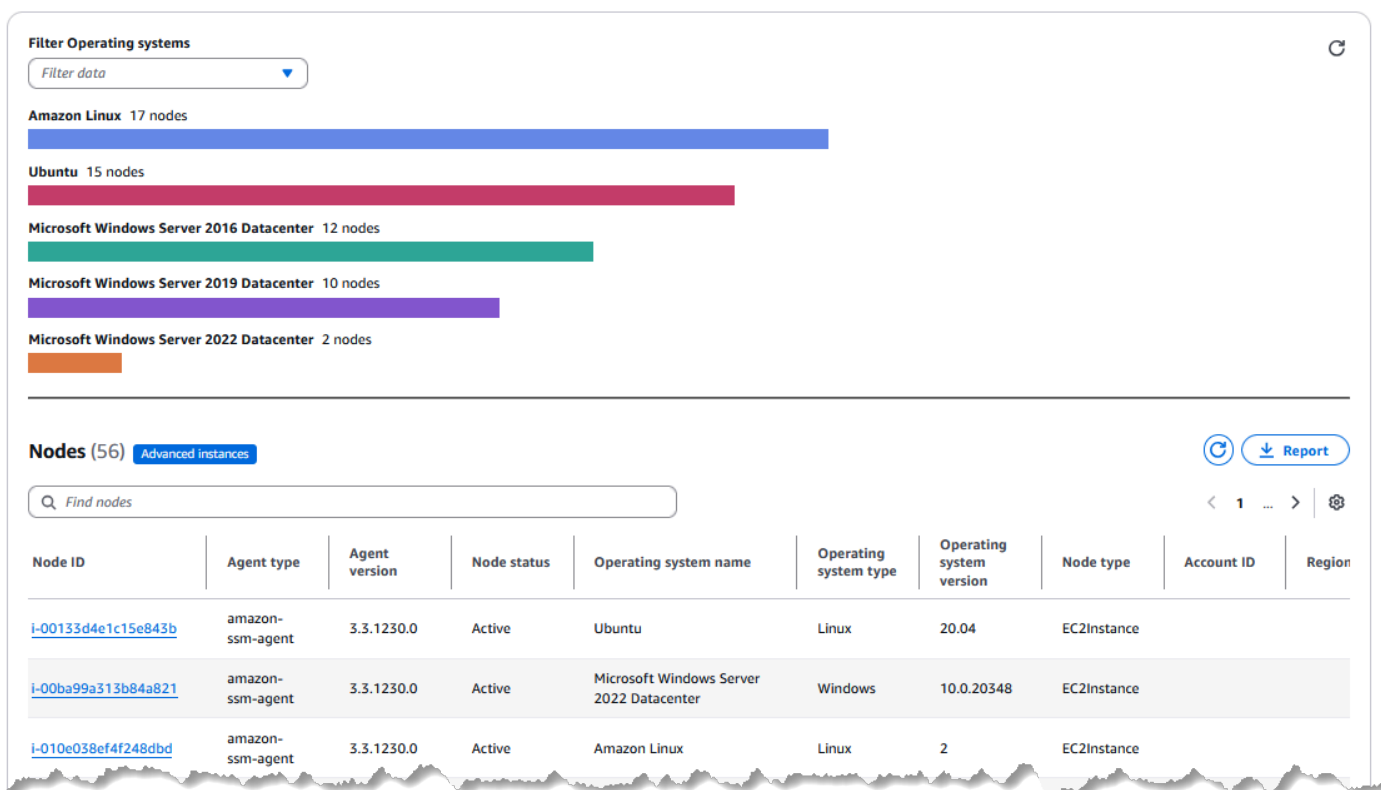 Filter Operating systems
Filter data
Amazon Linux 17 nodes
Ubuntu 15 nodes
Microsoft Windows Server 2016 Datacenter 12 nodes
Microsoft Windows Server 2019 Datacenter 10 nodes
Microsoft Windows Server 2022 Datacenter 2 nodes
Nodes (56) Advanced instances Report
Find nodes 1 ...
Node ID Agent type Agent version Node status Operating system name Operating system type Operating system version Node type Account ID Region
i-00133d4e1c15e843b amazon-ssm-agent 3.3.1230.0 Active Ubuntu Linux 20.04 EC2Instance
i-00ba99a313b84a821 amazon-ssm-agent 3.3.1230.0 Active Microsoft Windows Server 2022 Datacenter Windows 10.0.20348 EC2Instance
i-010e038ef4f248dbd amazon-ssm-agent 3.3.1230.0 Active Amazon Linux Linux 2 EC2Instance